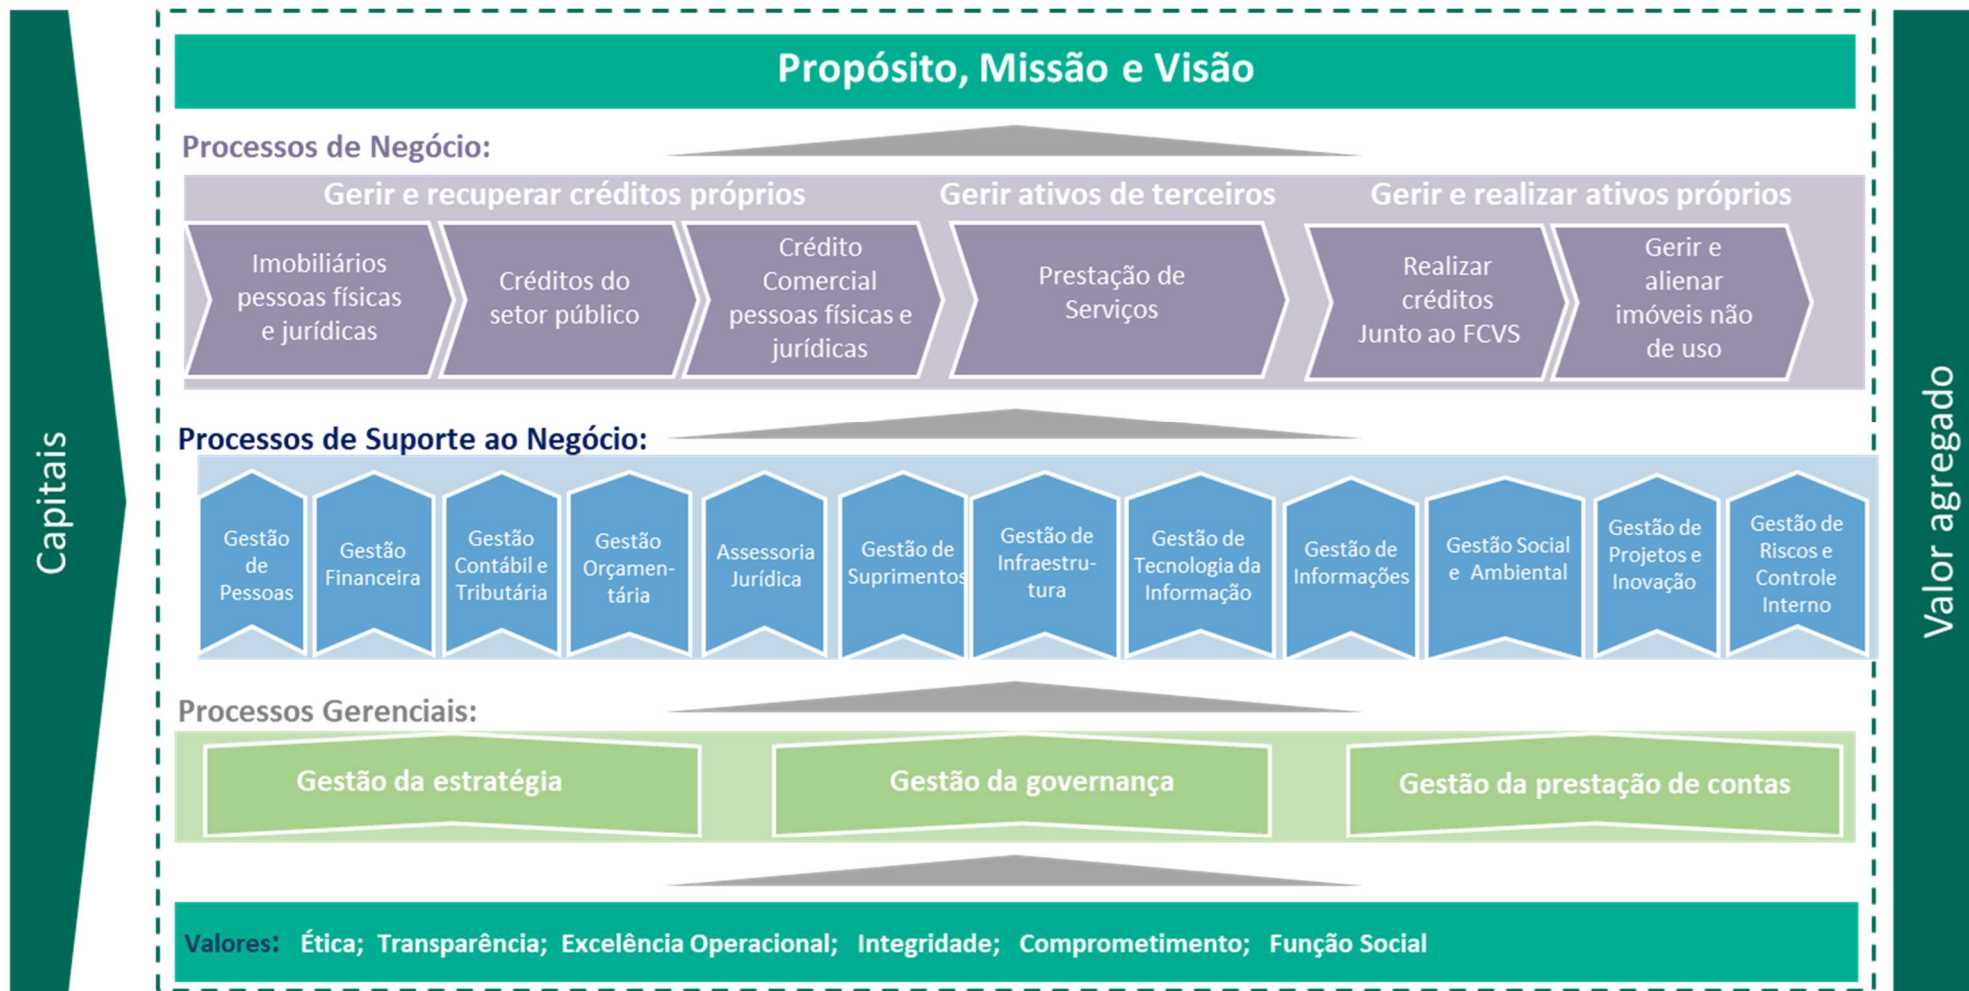 Capitais
Propósito, Missão e Visão
Processos de Negócio:
Gerir e recuperar créditos próprios
Imobiliários
pessoas físicas
e jurídicas
Créditos do
setor público
Crédito
Comercial
pessoas físicas e
jurídicas
Gerir ativos de terceiros
Prestação de
Serviços
Gerir e realizar ativos próprios
Realizar
créditos
Junto ao FCVS
Gerir e
alienar
imóveis não
de uso
Processos de Suporte ao Negócio:
Gestão
de
Pessoas
Gestão
Financeira
Gestão
Contábil e
Tributária
Gestão
Orçamen-
tária
Assessoria
Jurídica
Gestão de
Suprimentos
Gestão de
Infraestru-
tura
Gestão de
Tecnologia da
Informação
Gestão de
Informações
Gestão Social
e Ambiental
Gestão de
Projetos e
Inovação
Gestão de
Riscos e
Controle
Interno
Processos Gerenciais:
Gestão da estratégia
Gestão da governança
Gestão da prestação de contas
Valores: Ética; Transparência; Excelência Operacional; Integridade; Comprometimento; Função Social
Valor agregado